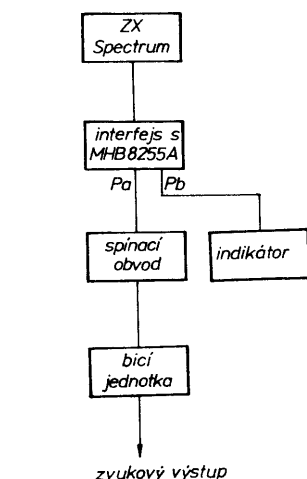 ZX
Spectrum
interfejs s
MHB8255A
Pa
Pb
spínací
obvod
indikátor
bicí
jednotka
zvukový výstup